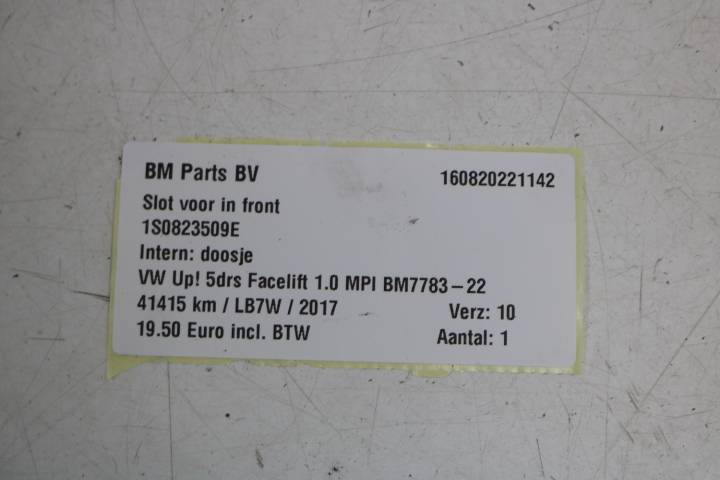 BM Parts BV 160820221142
Slot voor in front
1S0823509E
Intern: doosje
VW Up! 5drs Facelift 1.0 MPI BM7783-22
41415 km / LB7W / 2017 Verz: 10
19.50 Euro incl. BTW Aantal: 1